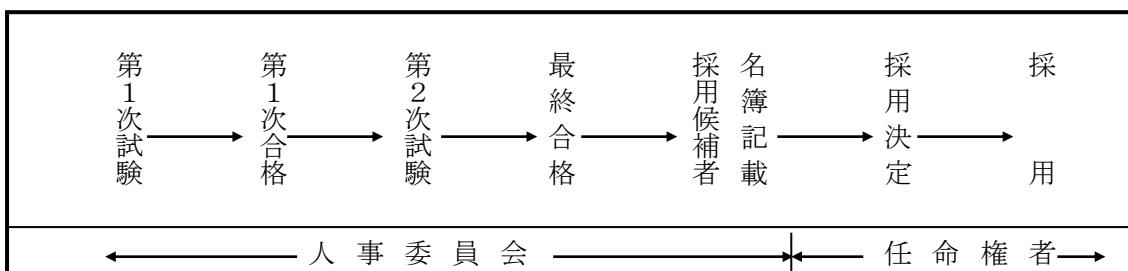 第１次試験
第１次合格
第２次試験
最終合格
採用候補者
名簿記載
採用決定
採用
人事委員会
任命権者